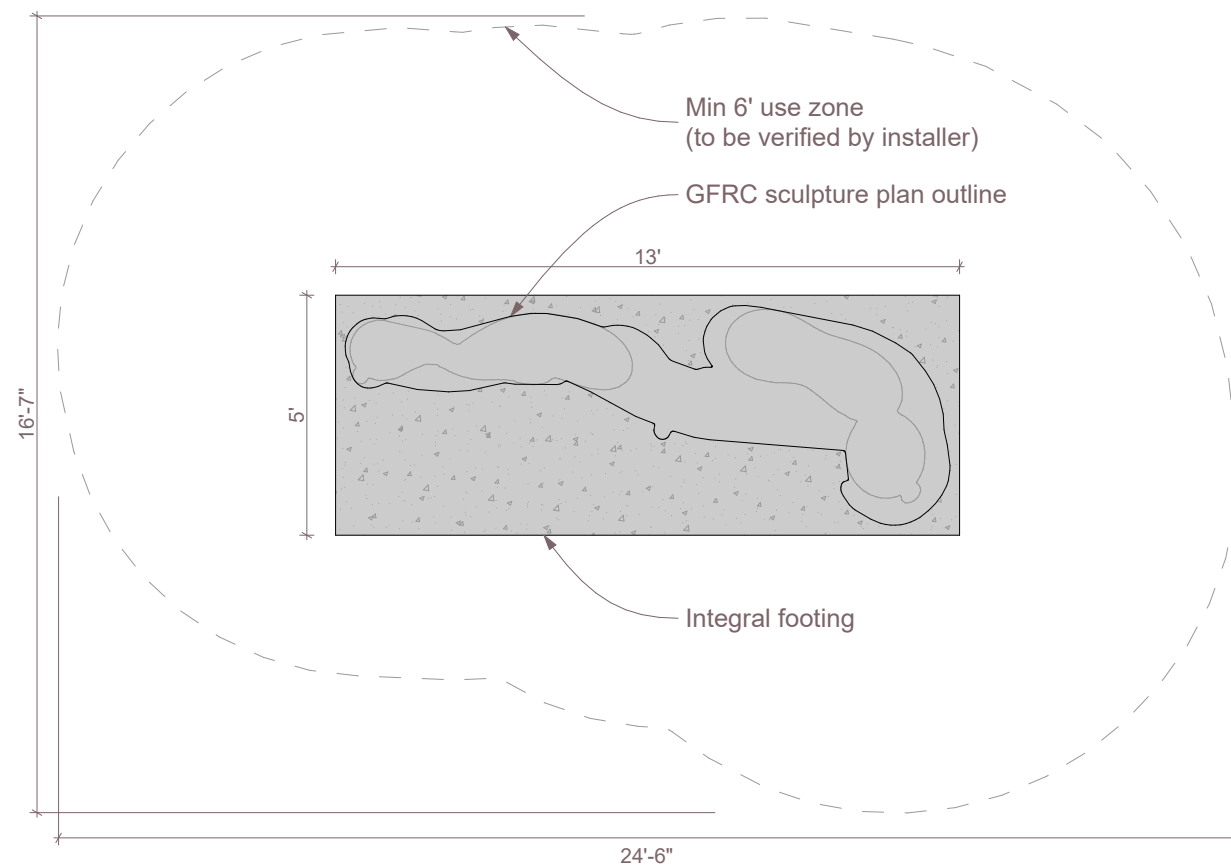 Min 6' use zone
(to be verified by installer)
GFRC sculpture plan outline
13'
16'-7"
5'
Integral footing
24'-6"